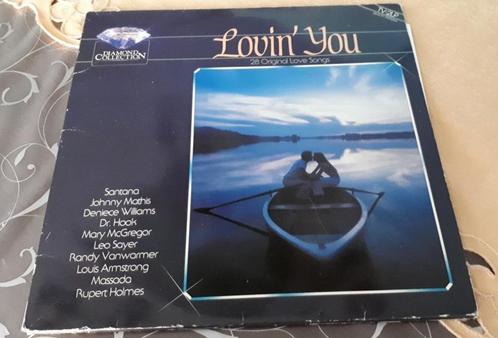 DIAMOND
COLLECTION
Lovin' You
28 Original Love Songs
Santana
Johnny Mathis
Deniece Williams
Dr. Hook
Mary McGregor
Leo Sayer
Randy Vanwarmer
Louis Armstrong
Massada
Rupert Holmes